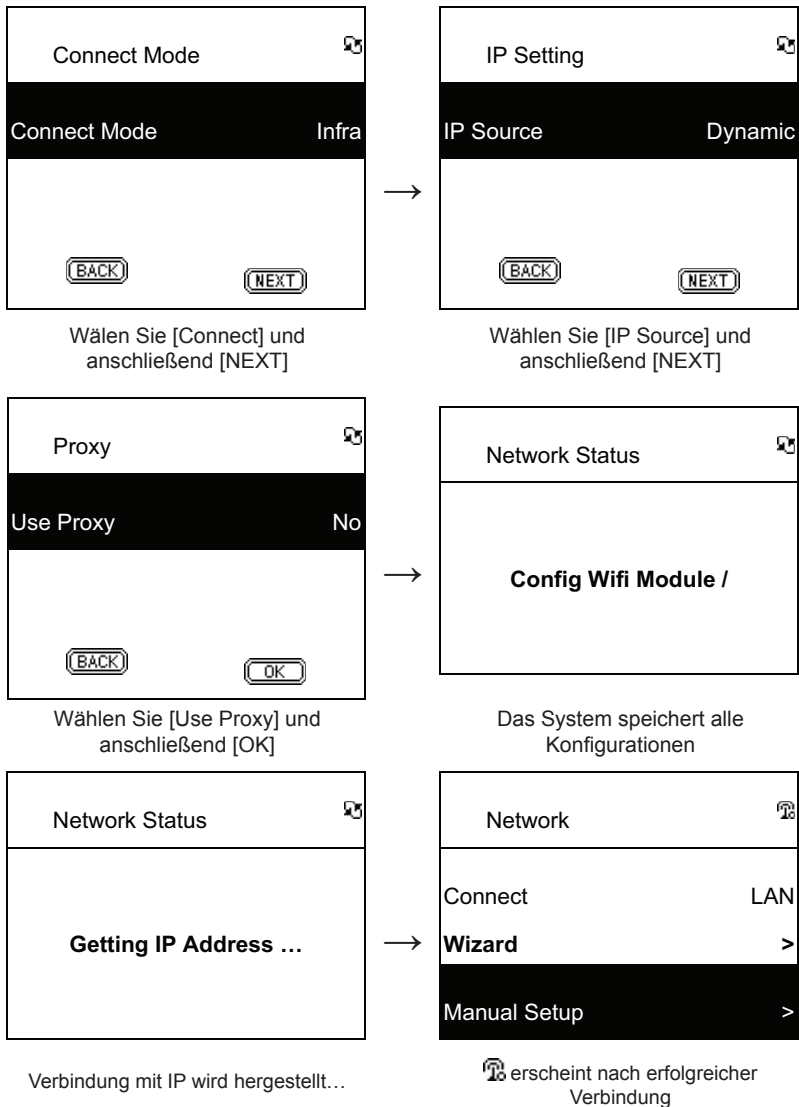 Connect Mode
Connect Mode Infra
BACK NEXT
Wälen Sie [Connect] und
anschließend [NEXT]
→
IP Setting
IP Source Dynamic
BACK NEXT
Wählen Sie [IP Source] und
anschließend [NEXT]
Proxy
Use Proxy No
BACK OK
Wählen Sie [Use Proxy] und
anschließend [OK]
→
Network Status
Config Wifi Module /
Das System speichert alle
Konfigurationen
Network Status
Getting IP Address …
Verbindung mit IP wird hergestellt…
→
Network
Connect LAN
Wizard >
Manual Setup >
erscheint nach erfolgreicher
Verbindung